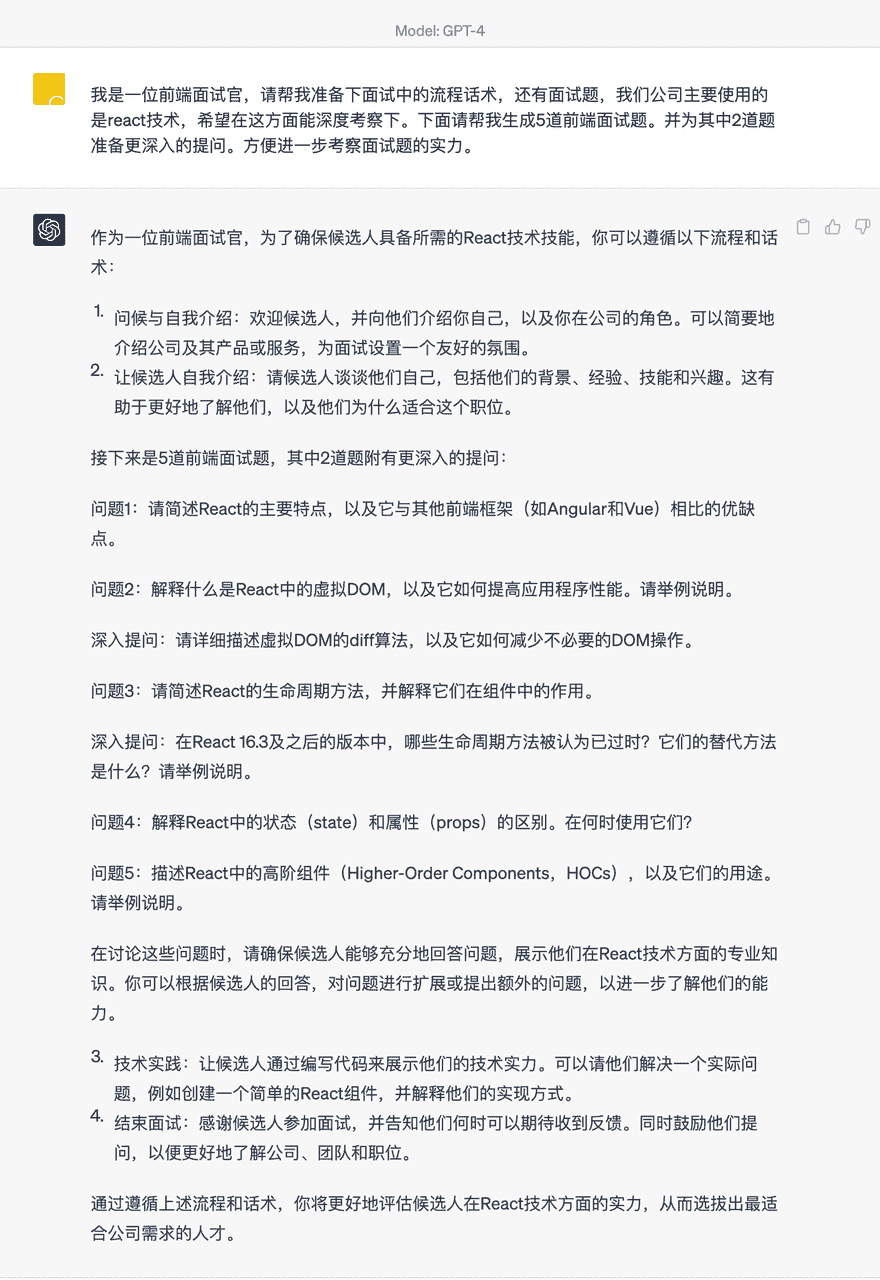 Model: GPT-4
我是一位前端面试官，请帮我准备下面试中的流程话术，还有面试题，我们公司主要使用的
是react技术，希望在这方面能深度考察下。下面请帮我生成5道前端面试题。并为其中2道题
准备更深入的提问。方便进一步考察面试题的实力。
作为一位前端面试官，为了确保候选人具备所需的React技术技能，你可以遵循以下流程和话
术：
1. 问候与自我介绍：欢迎候选人，并向他们介绍你自己，以及你在公司的角色。可以简要地
介绍公司及其产品或服务，为面试设置一个友好的氛围。
2. 让候选人自我介绍：请候选人谈谈他们自己，包括他们的背景、经验、技能和兴趣。这有
助于更好地了解他们，以及他们为什么适合这个职位。
接下来是5道前端面试题，其中2道题附有更深入的提问：
问题1：请简述React的主要特点，以及它与其他前端框架（如Angular和Vue）相比的优缺
点。
问题2：解释什么是React中的虚拟DOM，以及它如何提高应用程序性能。请举例说明。
深入提问：请详细描述虚拟DOM的diff算法，以及它如何减少不必要的DOM操作。
问题3：请简述React的生命周期方法，并解释它们在组件中的作用。
深入提问：在React 16.3及之后的版本中，哪些生命周期方法被认为已过时？它们的替代方法
是什么？请举例说明。
问题4：解释React中的状态（state）和属性（props）的区别。在何时使用它们？
问题5：描述React中的高阶组件（Higher-Order Components，HOCs），以及它们的用途。
请举例说明。
在讨论这些问题时，请确保候选人能够充分地回答问题，展示他们在React技术方面的专业知
识。你可以根据候选人的回答，对问题进行扩展或提出额外的问题，以进一步了解他们的能
力。
3. 技术实践：让候选人通过编写代码来展示他们的技术实力。可以请他们解决一个实际问
题，例如创建一个简单的React组件，并解释他们的实现方式。
4. 结束面试：感谢候选人参加面试，并告知他们何时可以期待收到反馈。同时鼓励他们提
问，以便更好地了解公司、团队和职位。
通过遵循上述流程和话术，你将更好地评估候选人在React技术方面的实力，从而选拔出最适
合公司需求的人才。